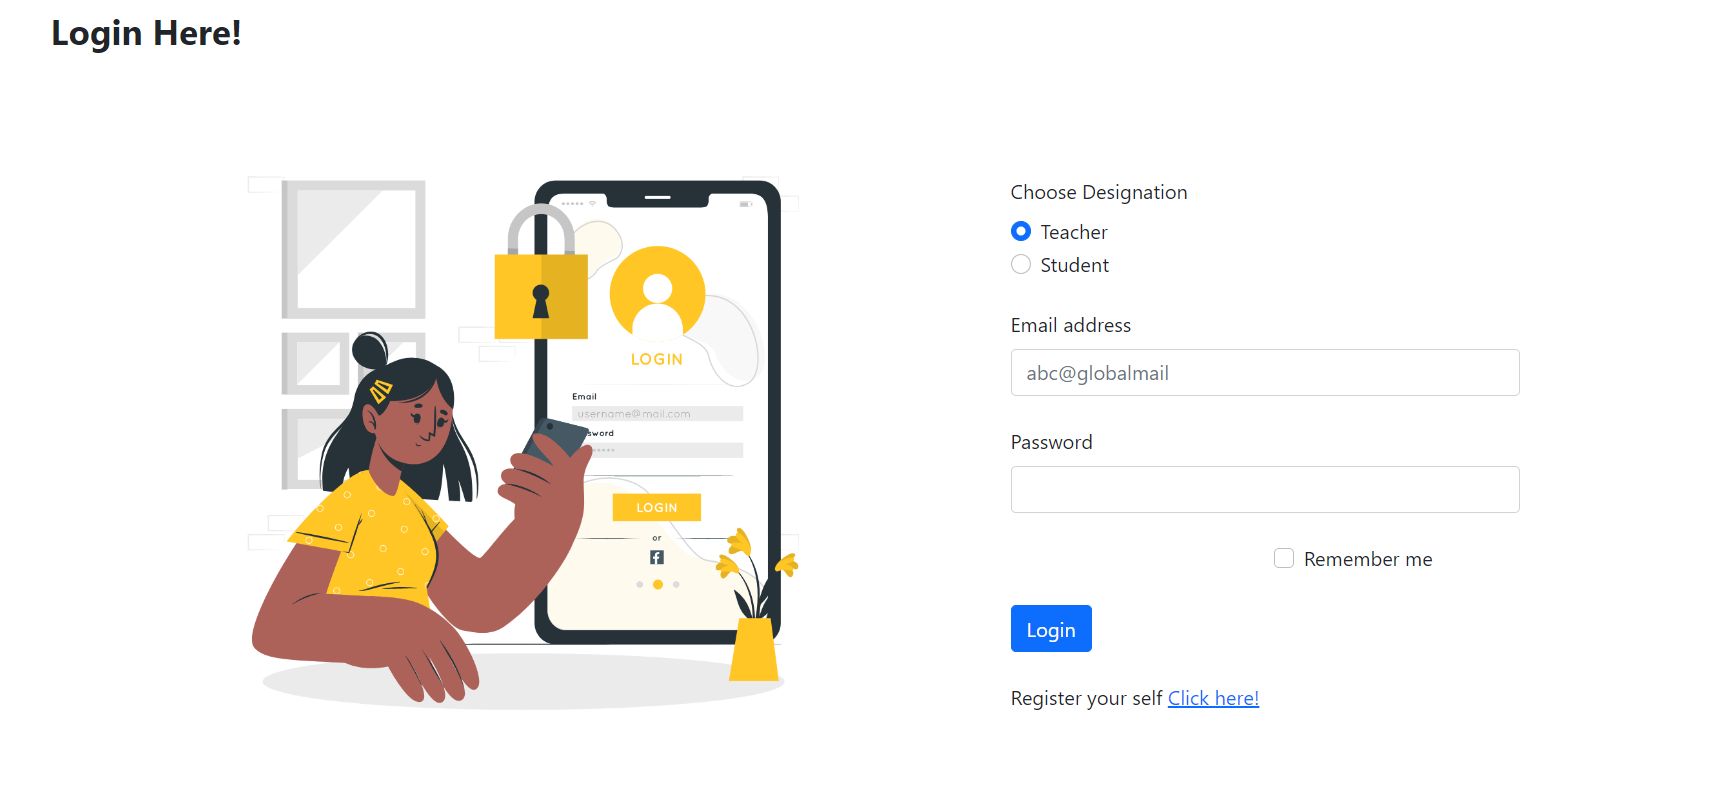 Login Here!
LOGIN
Email
username@mail.com
sword
LOGIN
or
Choose Designation
Teacher
Student
Email address
abc@globalmail
Password
Remember me
Login
Register your self Click here!